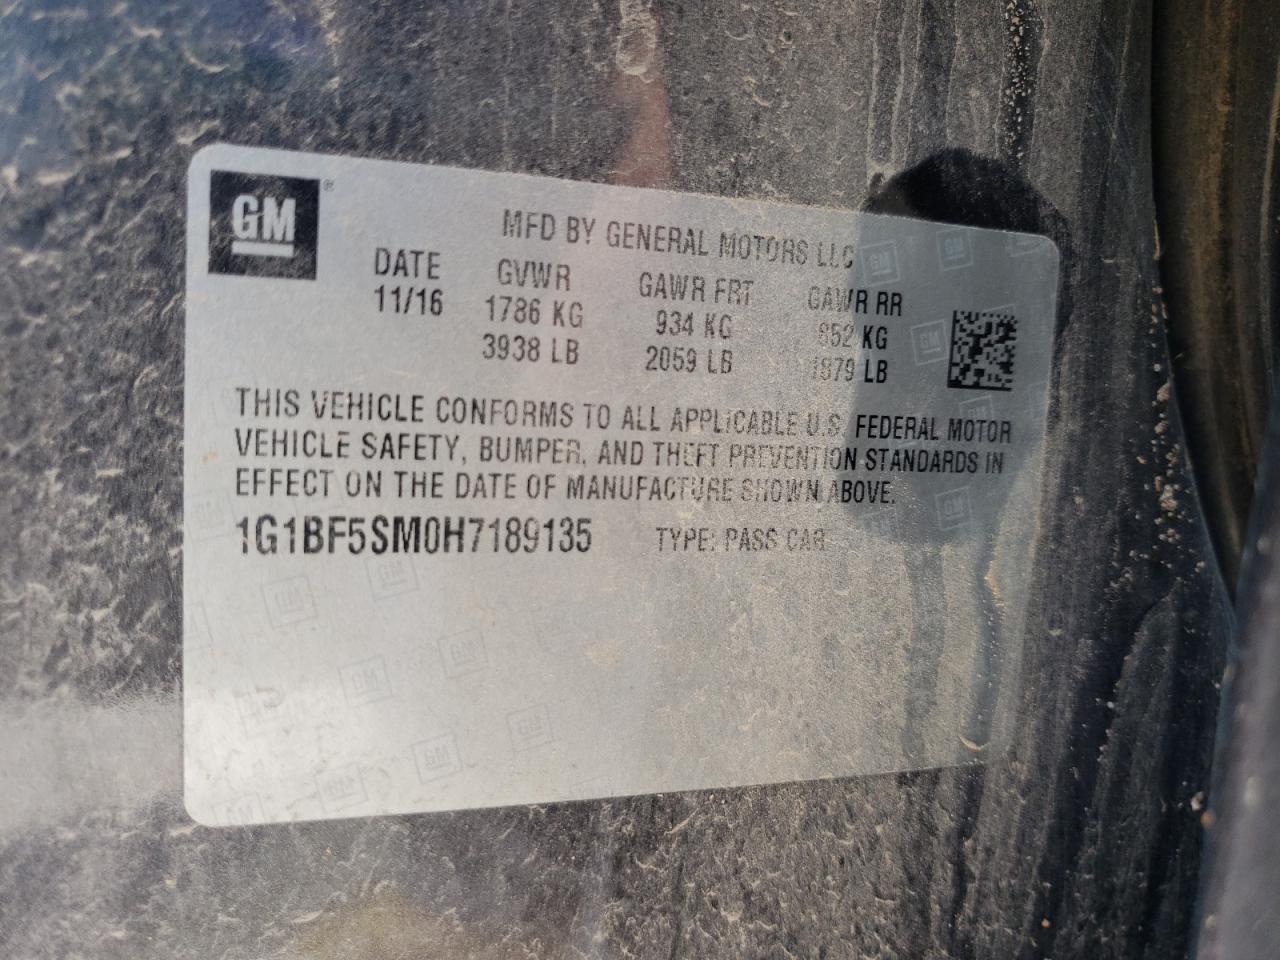 GM®
MFD BY GENERAL MOTORS LLC
DATE GVWR GAWR FRT GAWR RR
11/16 1786 KG 934 KG 852 KG
3938 LB 2059 LB 1879 LB
THIS VEHICLE CONFORMS TO ALL APPLICABLE U.S. FEDERAL MOTOR
VEHICLE SAFETY, BUMPER, AND THEFT PREVENTION STANDARDS IN
EFFECT ON THE DATE OF MANUFACTURE SHOWN ABOVE.
1G1BF5SM0H7189135 TYPE: PASS CAR